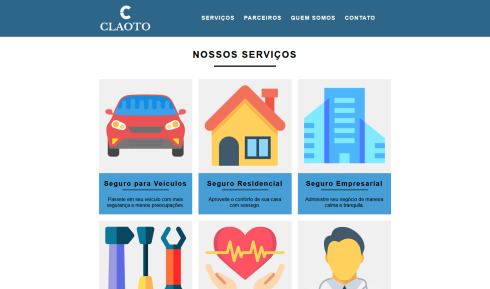 CLAOTO
SERVIÇOS PARCEIROS QUEM SOMOS CONTATO
NOSSOS SERVIÇOS
Seguro para Veículos
Passeie em seu veículo com mais
segurança e menos preocupações.
Seguro Residencial
Aproveite o conforto de sua casa
com sossego
Seguro Empresarial
Administre seu negócio de maneira
calma e tranquila